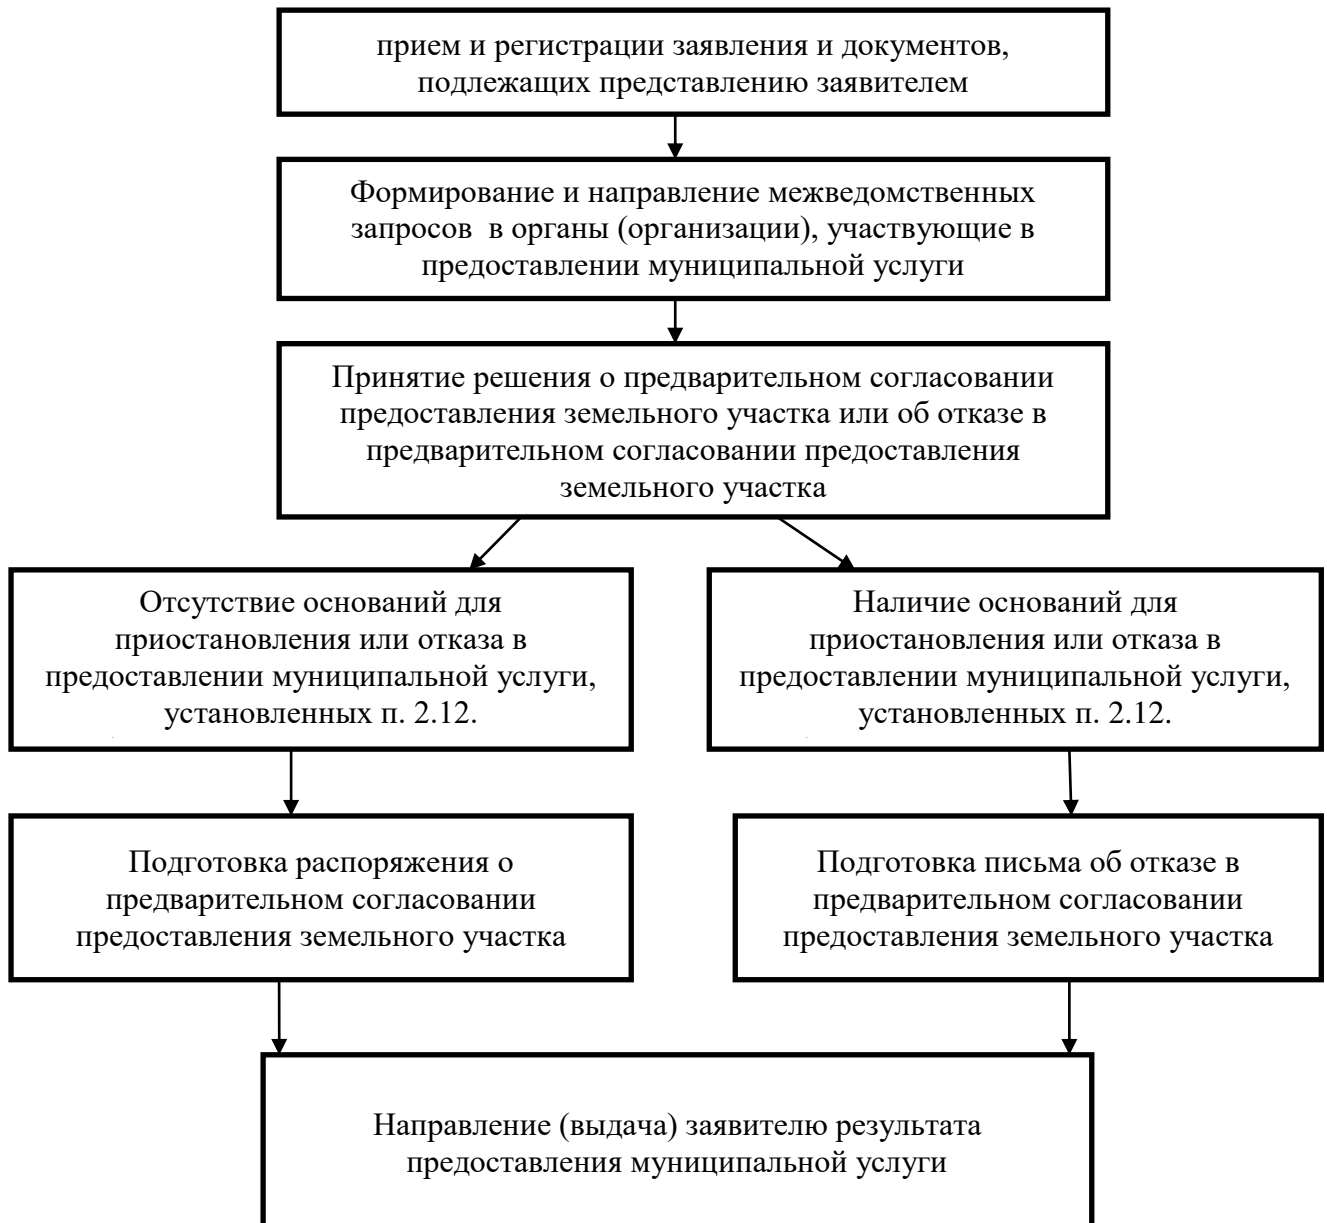 прием и регистрации заявления и документов,
подлежащих представлению заявителем
Формирование и направление межведомственных
запросов  в органы (организации), участвующие в
предоставлении муниципальной услуги
Принятие решения о предварительном согласовании
предоставления земельного участка или об отказе в
предварительном согласовании предоставления
земельного участка
Отсутствие оснований для
приостановления или отказа в
предоставлении муниципальной услуги,
установленных п. 2.12.
Наличие оснований для
приостановления или отказа в
предоставлении муниципальной услуги,
установленных п. 2.12.
Подготовка распоряжения о
предварительном согласовании
предоставления земельного участка
Подготовка письма об отказе в
предварительном согласовании
предоставления земельного участка
Направление (выдача) заявителю результата
предоставления муниципальной услуги